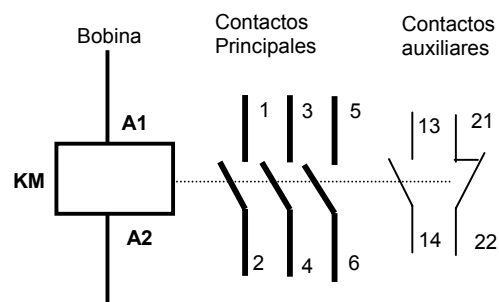 Bobina
Contactos
Principales
Contactos
auxiliares
A1
KM
A2
1
3
5
13
21
2
4
6
14
22